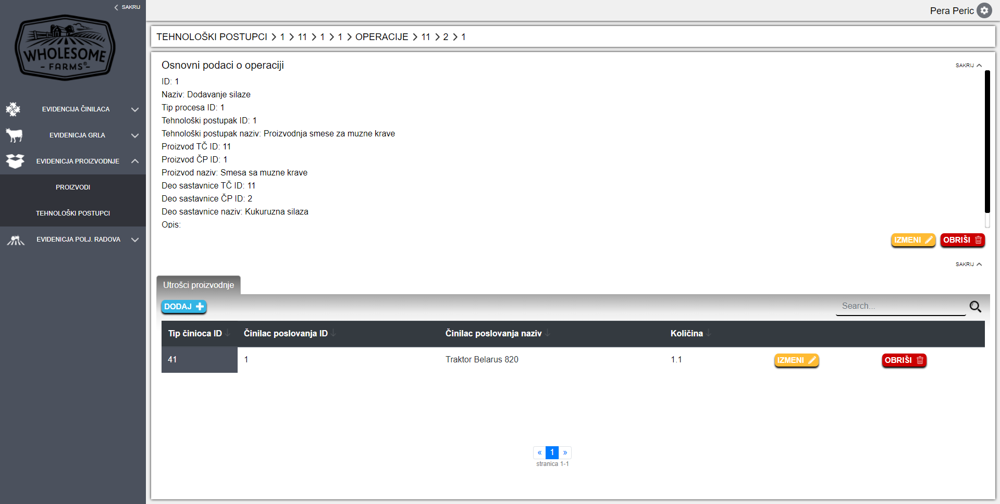 SAKRIJ
WHOLESOME
- FARMS®-
EVIDENCIJA ČINILACA
EVIDENICJA GRLA
EVIDENICJA PROIZVODNJE
PROIZVODI
TEHNOLOŠKI POSTUPCI
EVIDENICJA POLJ. RADOVA
Pera Peric
TEHNOLOŠKI POSTUPCI > 1 > 11 > 1 > 1 > OPERACIJE > 11 > 2 > 1
Osnovni podaci o operaciji
SAKRIJ
ID: 1
Naziv: Dodavanje silaze
Tip procesa ID: 1
Tehnološki postupak ID: 1
Tehnološki postupak naziv: Proizvodnja smese za muzne krave
Proizvod TČ ID: 11
Proizvod ČP ID: 1
Proizvod naziv: Smesa sa muzne krave
Deo sastavnice TČ ID: 11
Deo sastavnice ČP ID: 2
Deo sastavnice naziv: Kukuruzna silaza
Opis:
IZMENI OBRIŠI
SAKRIJ
Utrošci proizvodnje
DODAJ Search...
Tip činioca ID Činilac poslovanja ID Činilac poslovanja naziv Količina
41 1 Traktor Belarus 820 1.1 IZMENI OBRIŠI
« 1 »
stranica 1-1